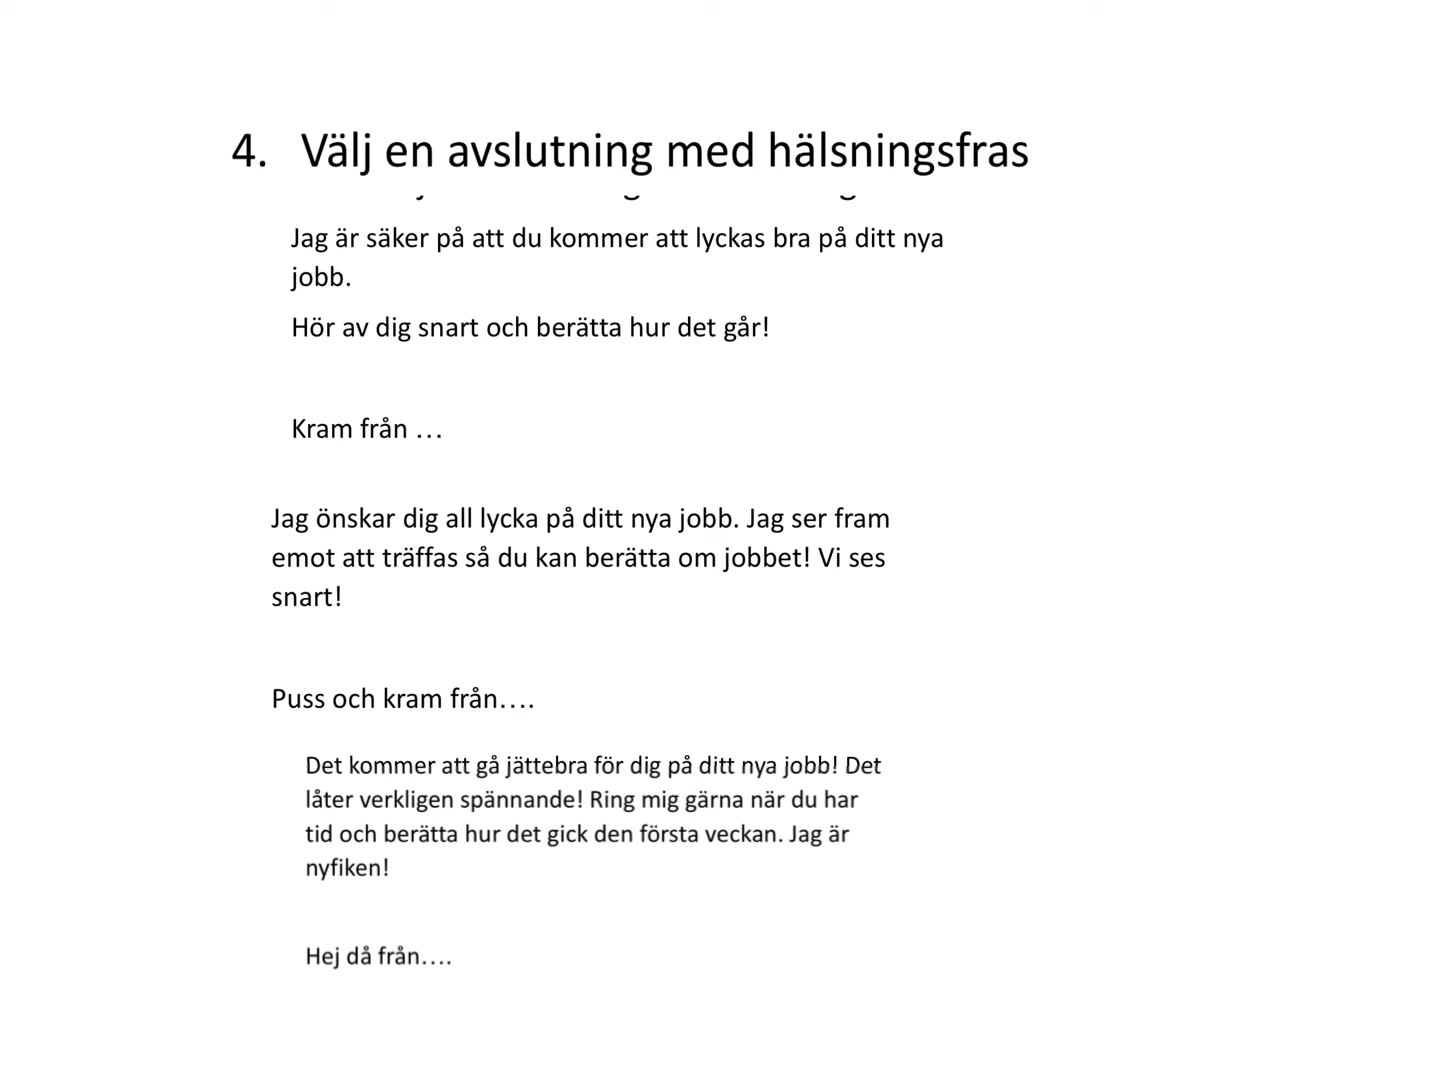 4. Välj en avslutning med hälsningsfras
Jag är säker på att du kommer att lyckas bra på ditt nya
jobb.
Hör av dig snart och berätta hur det går!
Kram från …
Jag önskar dig all lycka på ditt nya jobb. Jag ser fram
emot att träffas så du kan berätta om jobbet! Vi ses
snart!
Puss och kram från….
Det kommer att gå jättebra för dig på ditt nya jobb! Det
låter verkligen spännande! Ring mig gärna när du har
tid och berätta hur det gick den första veckan. Jag är
nyfiken!
Hej då från….